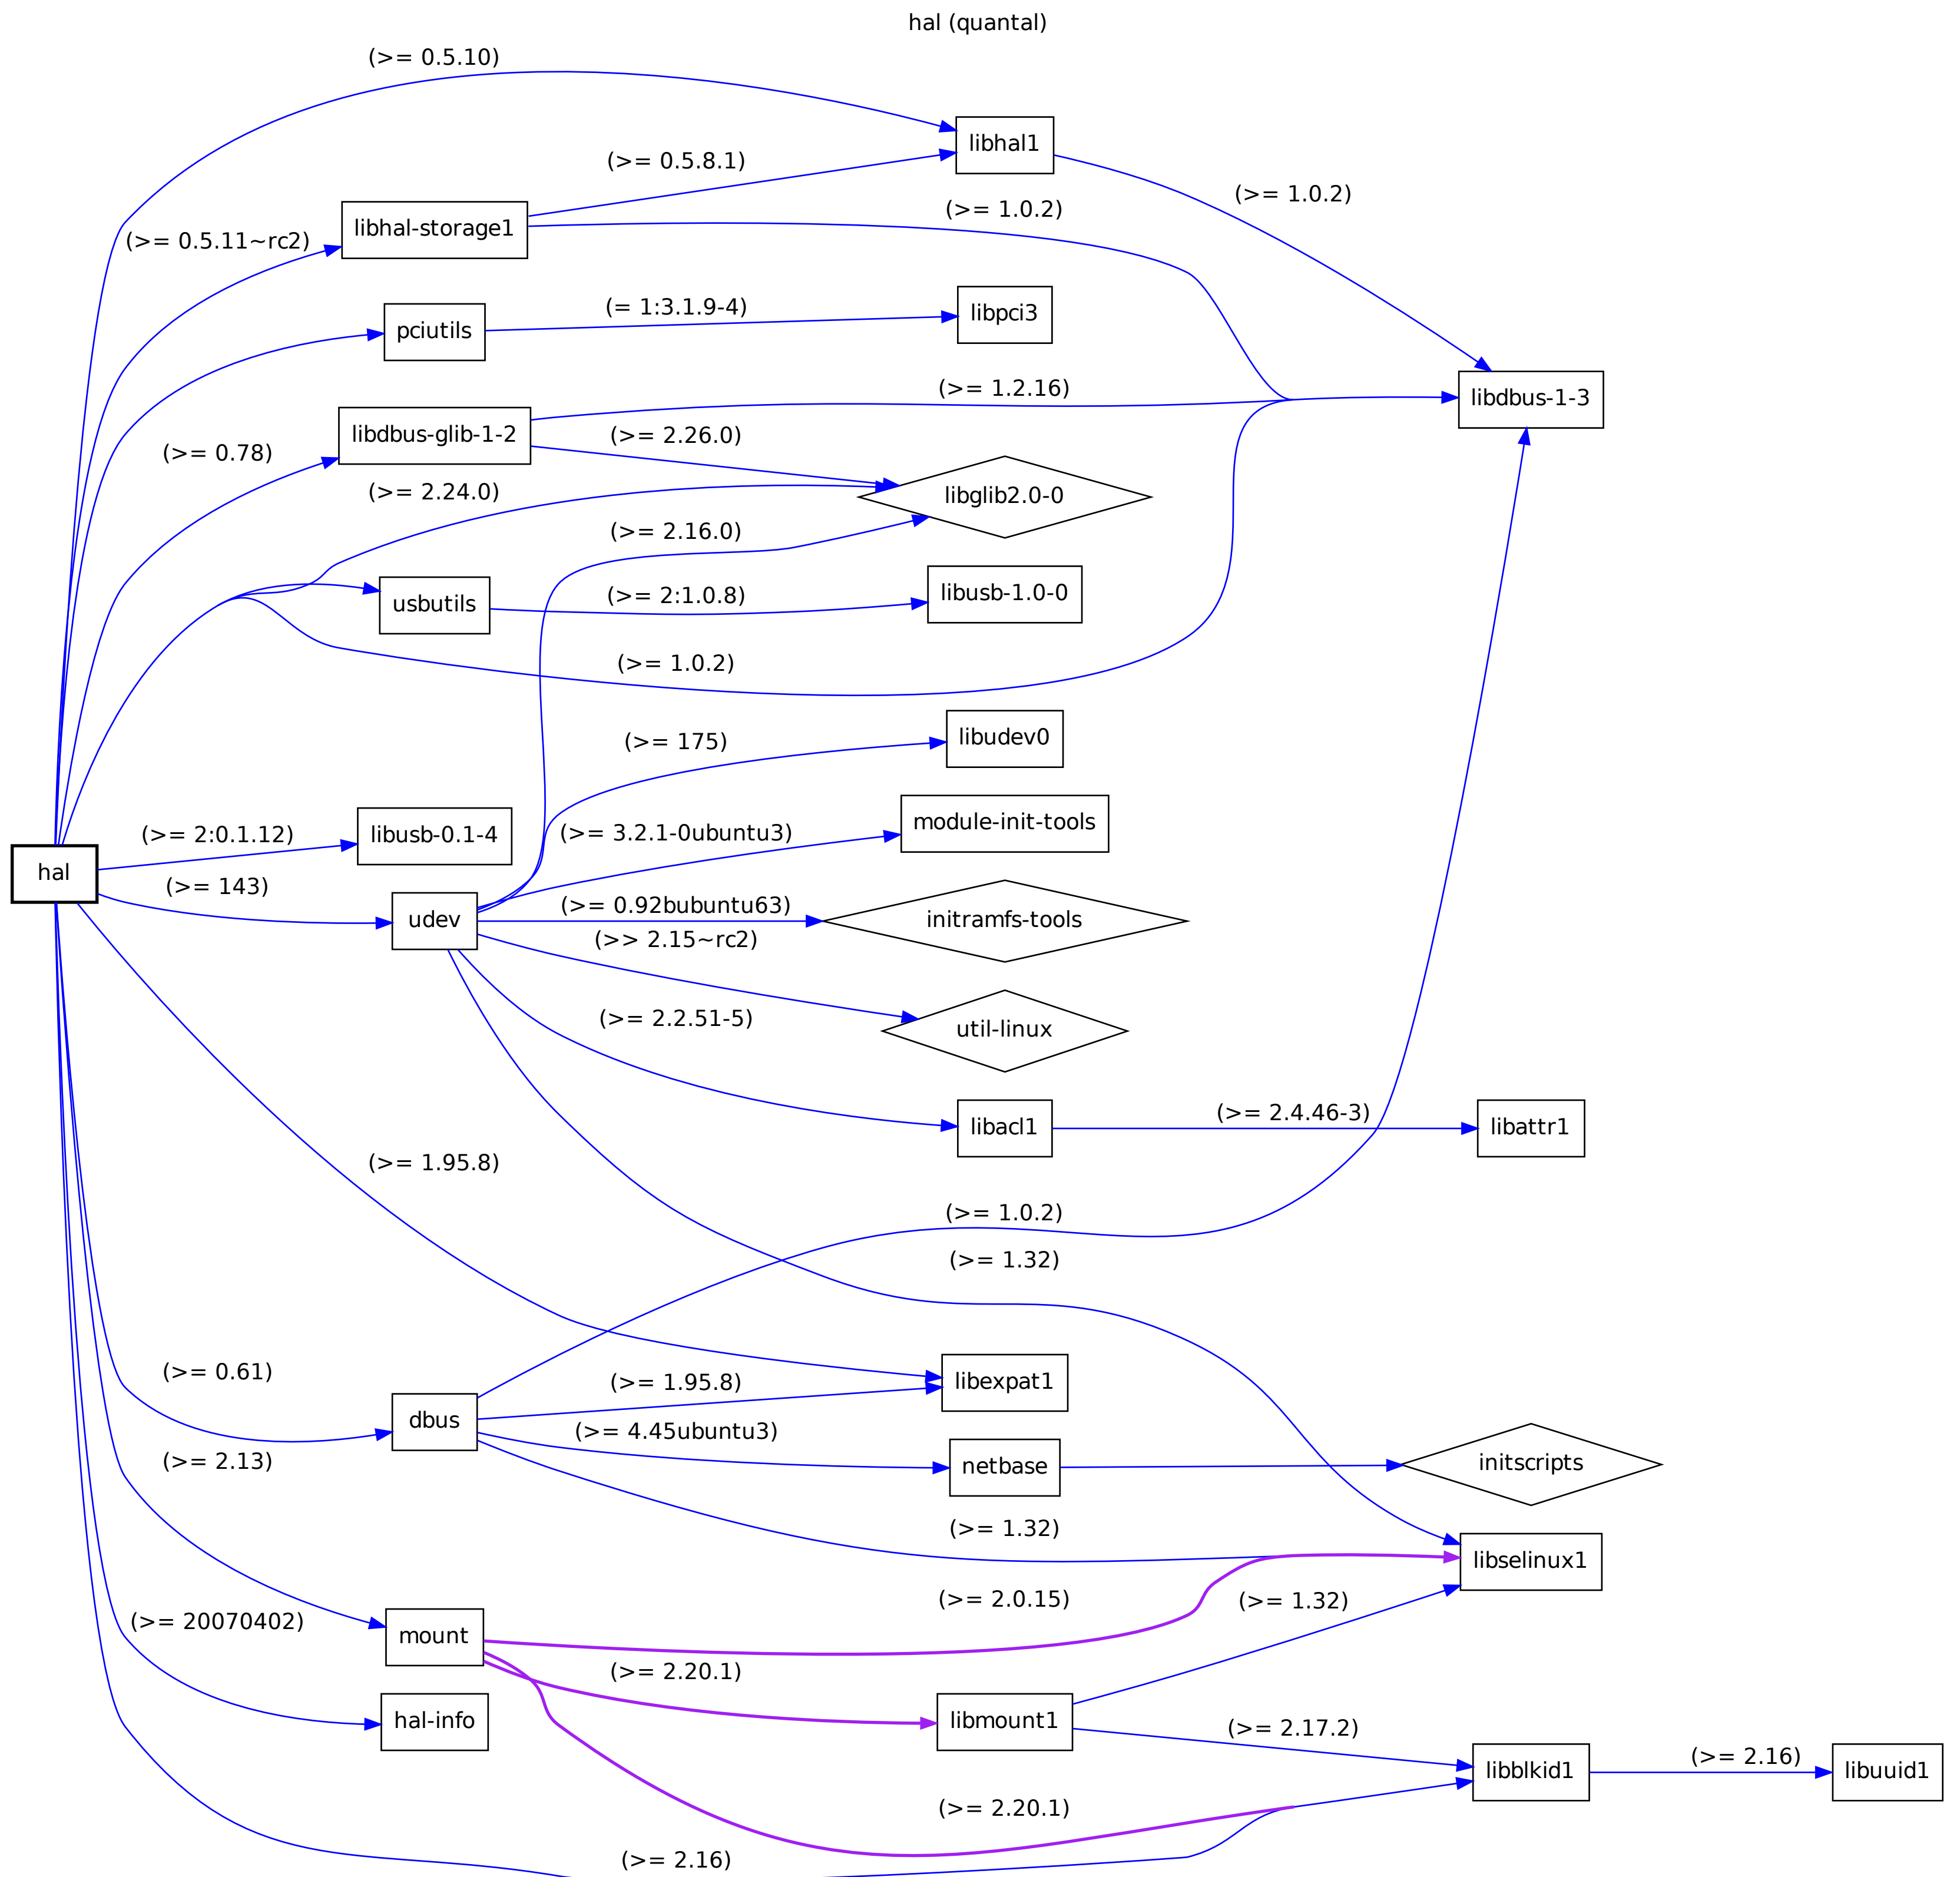 hal (quantal)
(>= 0.5.10)
libhal1
(>= 0.5.8.1)
(>= 1.0.2)
(>= 1.0.2)
libhal-storage1
(>= 0.5.11~rc2)
(= 1:3.1.9-4)
libpci3
pciutils
(>= 1.2.16)
libdbus-1-3
libdbus-glib-1-2
(>= 2.26.0)
(>= 0.78)
(>= 2.24.0)
libglib2.0-0
(>= 2.16.0)
usbutils
(>= 2:1.0.8)
libusb-1.0-0
(>= 1.0.2)
(>= 175)
libudev0
(>= 2:0.1.12)
libusb-0.1-4
(>= 3.2.1-0ubuntu3)
module-init-tools
hal
(>= 143)
udev
(>= 0.92bubuntu63)
initramfs-tools
(>> 2.15~rc2)
(>= 2.2.51-5)
util-linux
libacl1
(>= 2.4.46-3)
libattr1
(>= 1.95.8)
(>= 1.0.2)
(>= 1.32)
(>= 0.61)
(>= 1.95.8)
libexpat1
dbus
(>= 4.45ubuntu3)
(>= 2.13)
netbase
initscripts
(>= 1.32)
libselinux1
(>= 2.0.15)
(>= 1.32)
(>= 20070402)
mount
(>= 2.20.1)
hal-info
libmount1
(>= 2.17.2)
libblkid1
(>= 2.16)
libuuid1
(>= 2.20.1)
(>= 2.16)